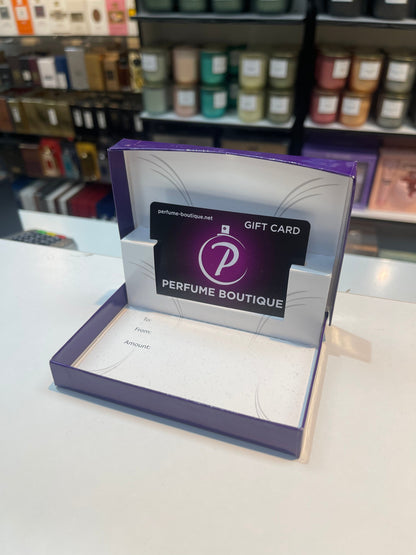 perfume-boutique.net
GIFT CARD
P
PERFUME BOUTIQUE
To:
From:
Amount: